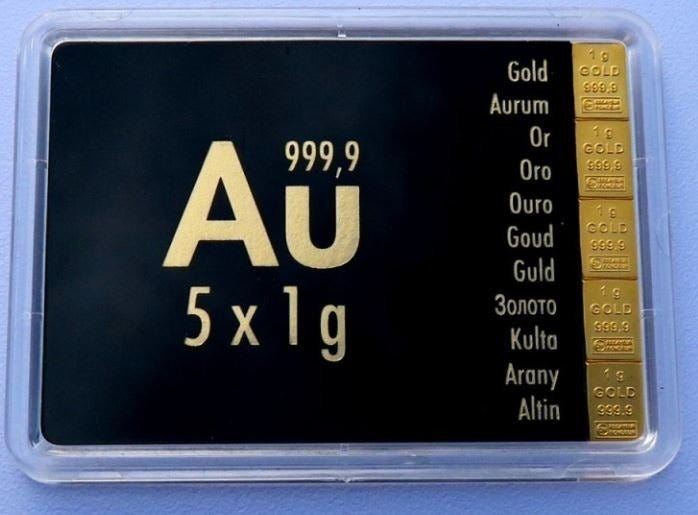 999,9
Au
5 x 1g
Gold
Aurum
Or
Oro
Ouro
Goud
Guld
Золото
Kulta
Arany
Altin
1 g
GOLD
999,9
1 g
GOLD
999,9
1 g
GOLD
999,9
1 g
GOLD
999,9
1 g
GOLD
999,9